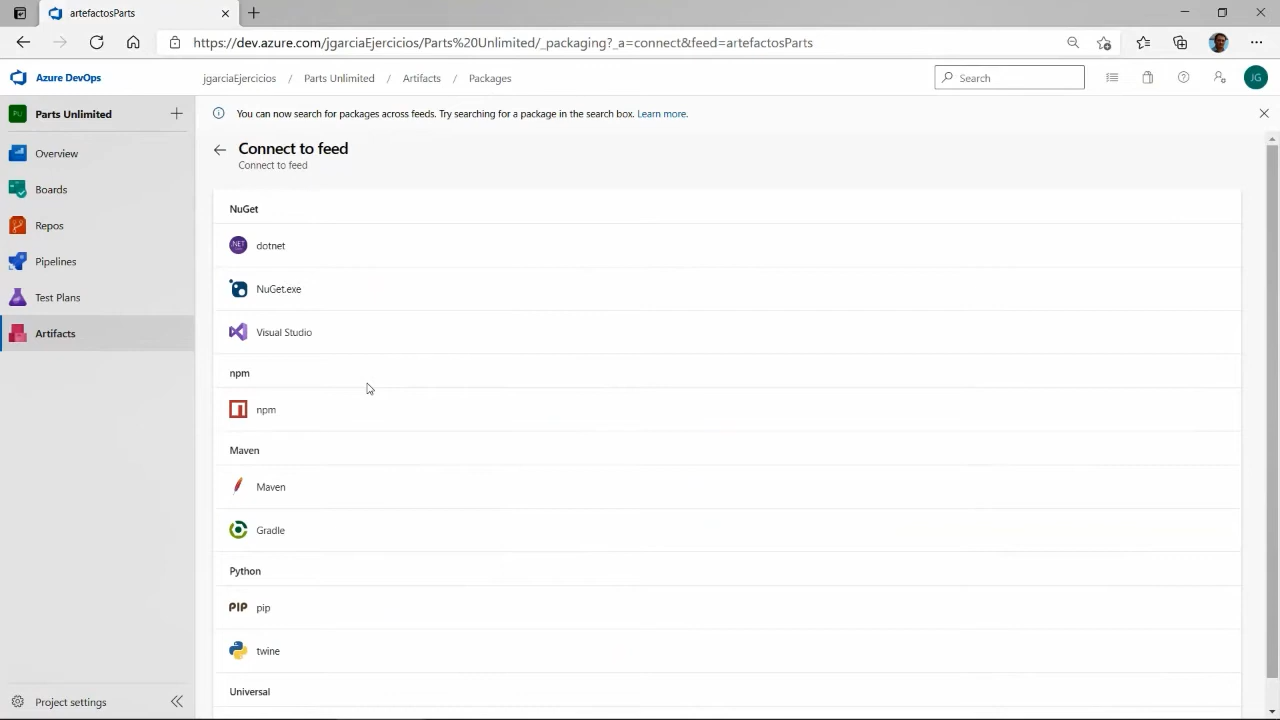 artefactosParts
https://dev.azure.com/jgarciaEjercicios/Parts%20Unlimited/_packaging?_a=connect&feed=artefactosParts
Azure DevOps
jgarciaEjercicios / Parts Unlimited / Artifacts / Packages
Search
JG
PU
Parts Unlimited
Overview
Boards
Repos
Pipelines
Test Plans
Artifacts
Project settings
You can now search for packages across feeds. Try searching for a package in the search box. Learn more.
Connect to feed
Connect to feed
NuGet
.NET
dotnet
NuGet.exe
Visual Studio
npm
npm
Maven
Maven
Gradle
Python
PIP
pip
twine
Universal